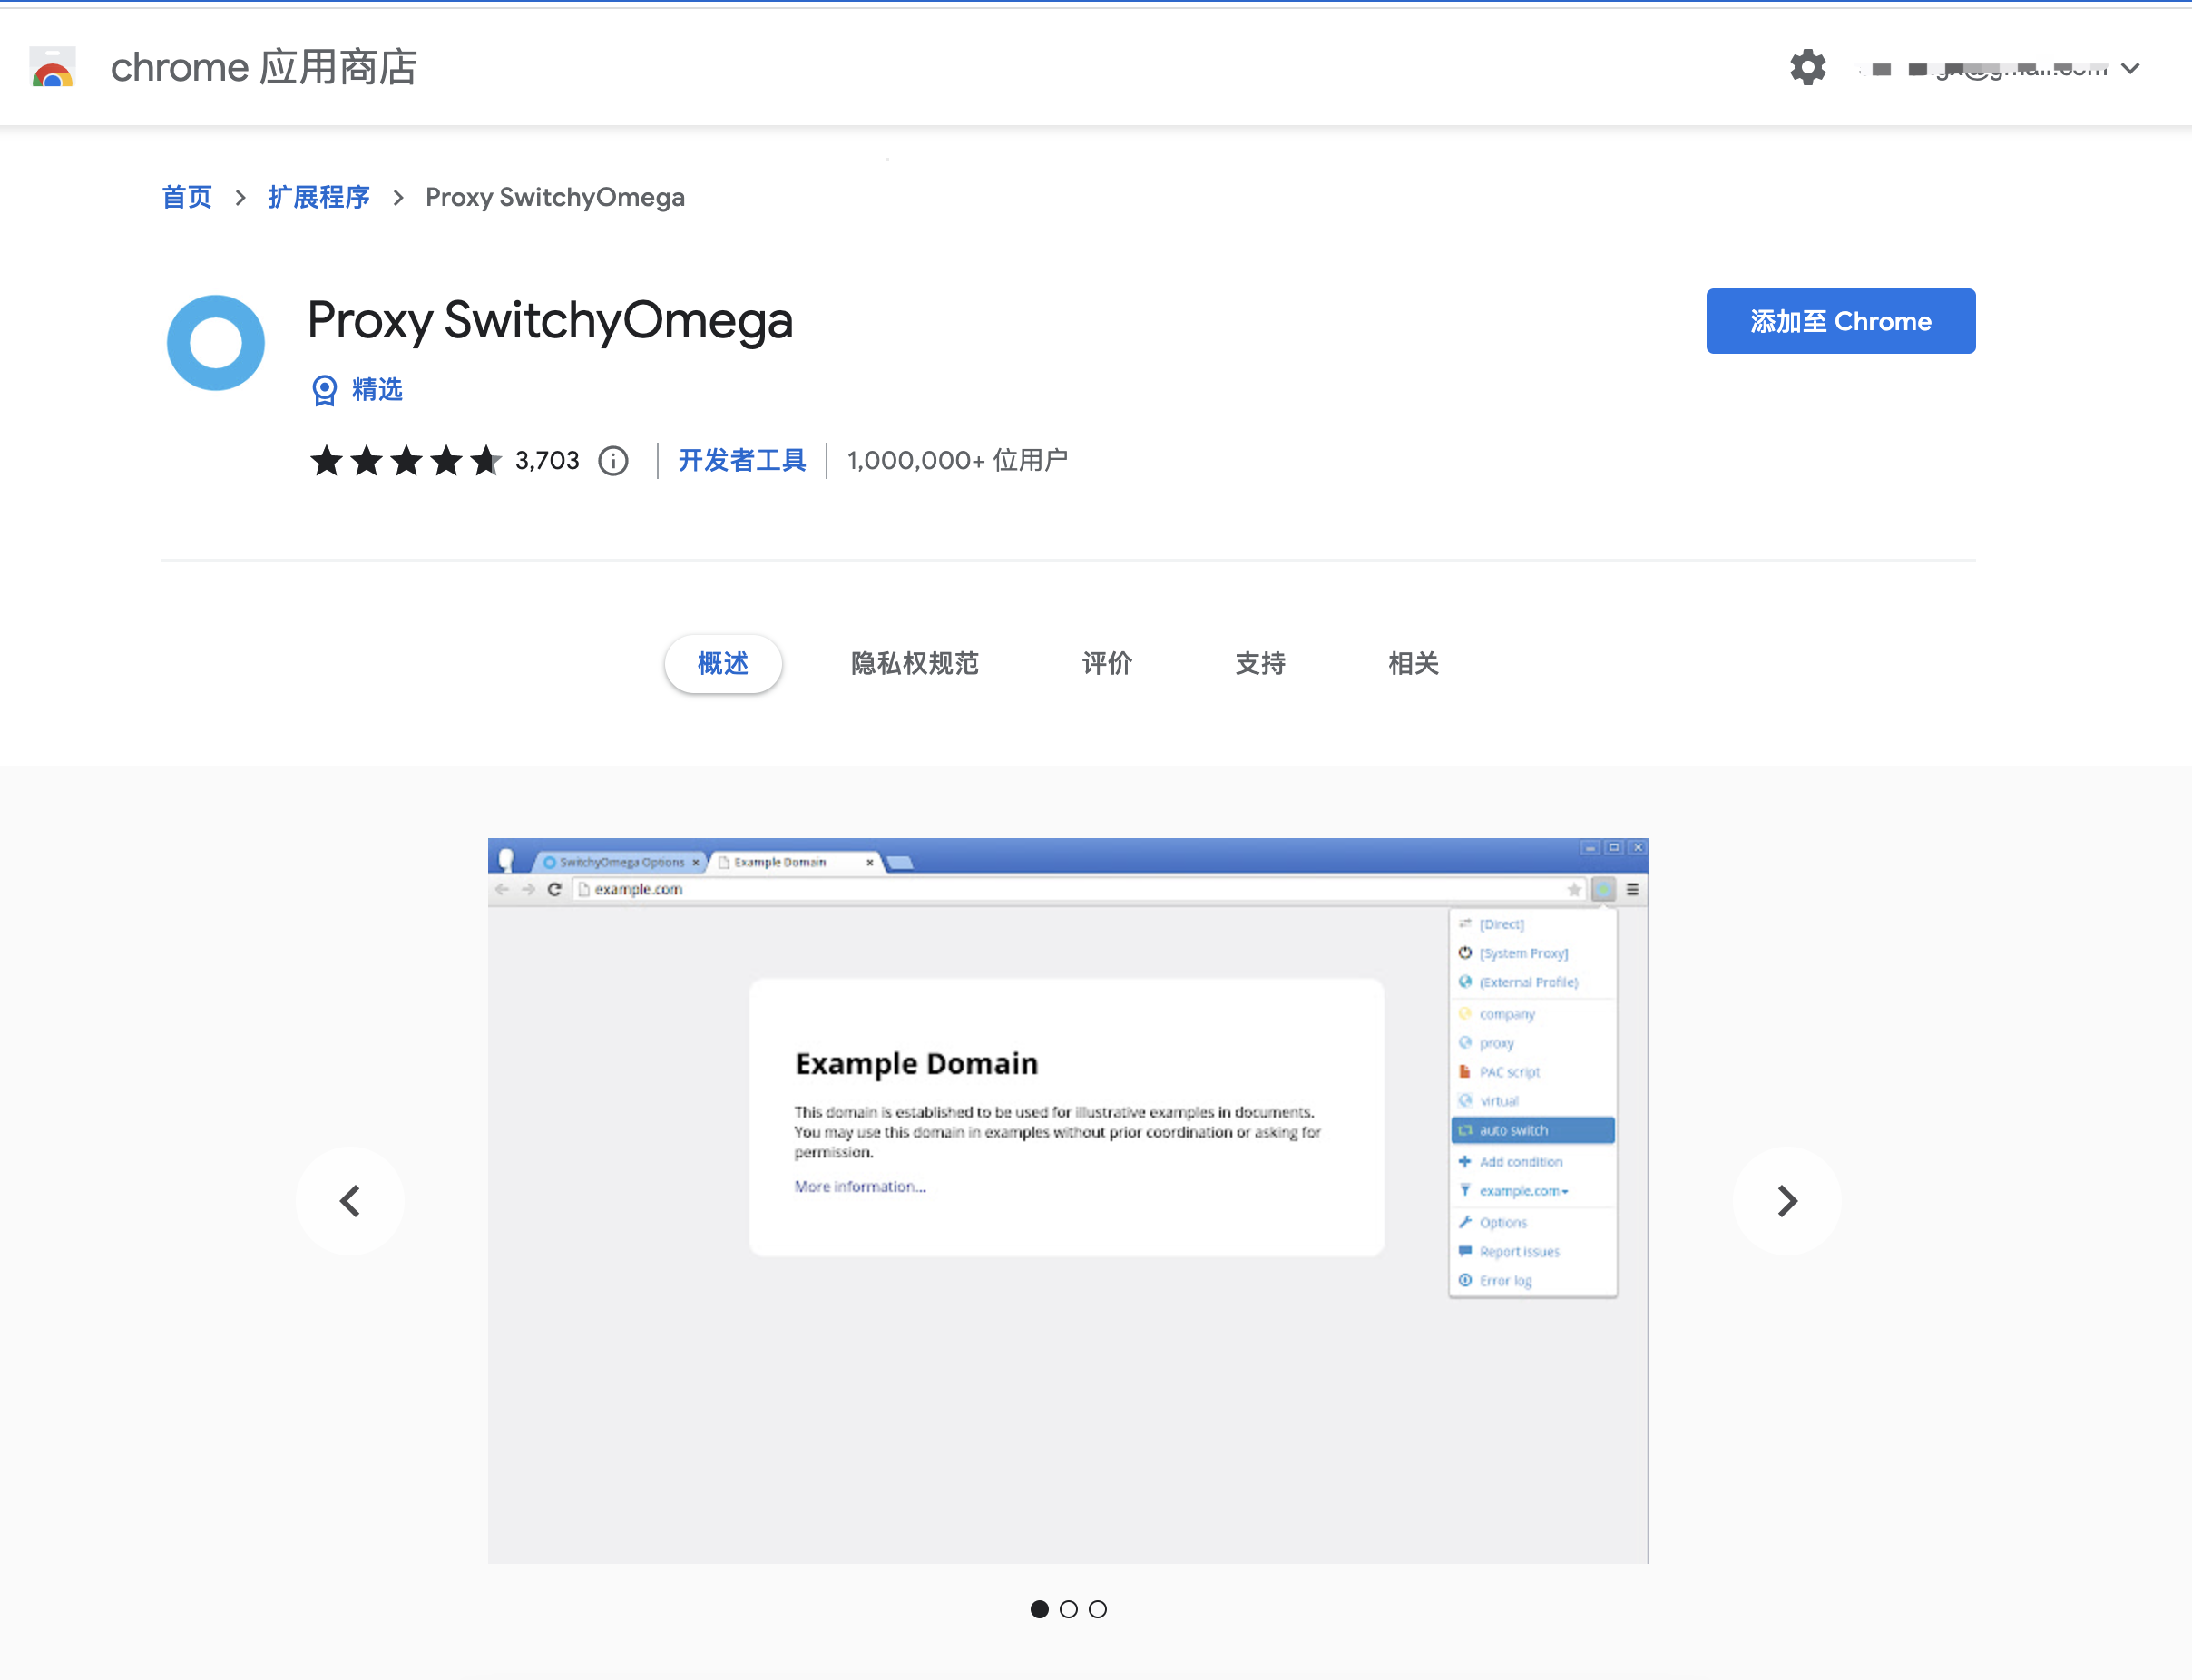 chrome 应用商店
首页 > 扩展程序 > Proxy SwitchyOmega
Proxy SwitchyOmega
添加至 Chrome
精选
3,703
开发者工具
1,000,000+ 位用户
概述
隐私权规范
评价
支持
相关
SwitchyOmega Options
Example Domain
example.com
[Direct]
[System Proxy]
(External Profile)
company
proxy
PAC script
virtual
auto switch
Add condition
example.com
Options
Report issues
Error log
Example Domain
This domain is established to be used for illustrative examples in documents.
You may use this domain in examples without prior coordination or asking for
permission.
More information...